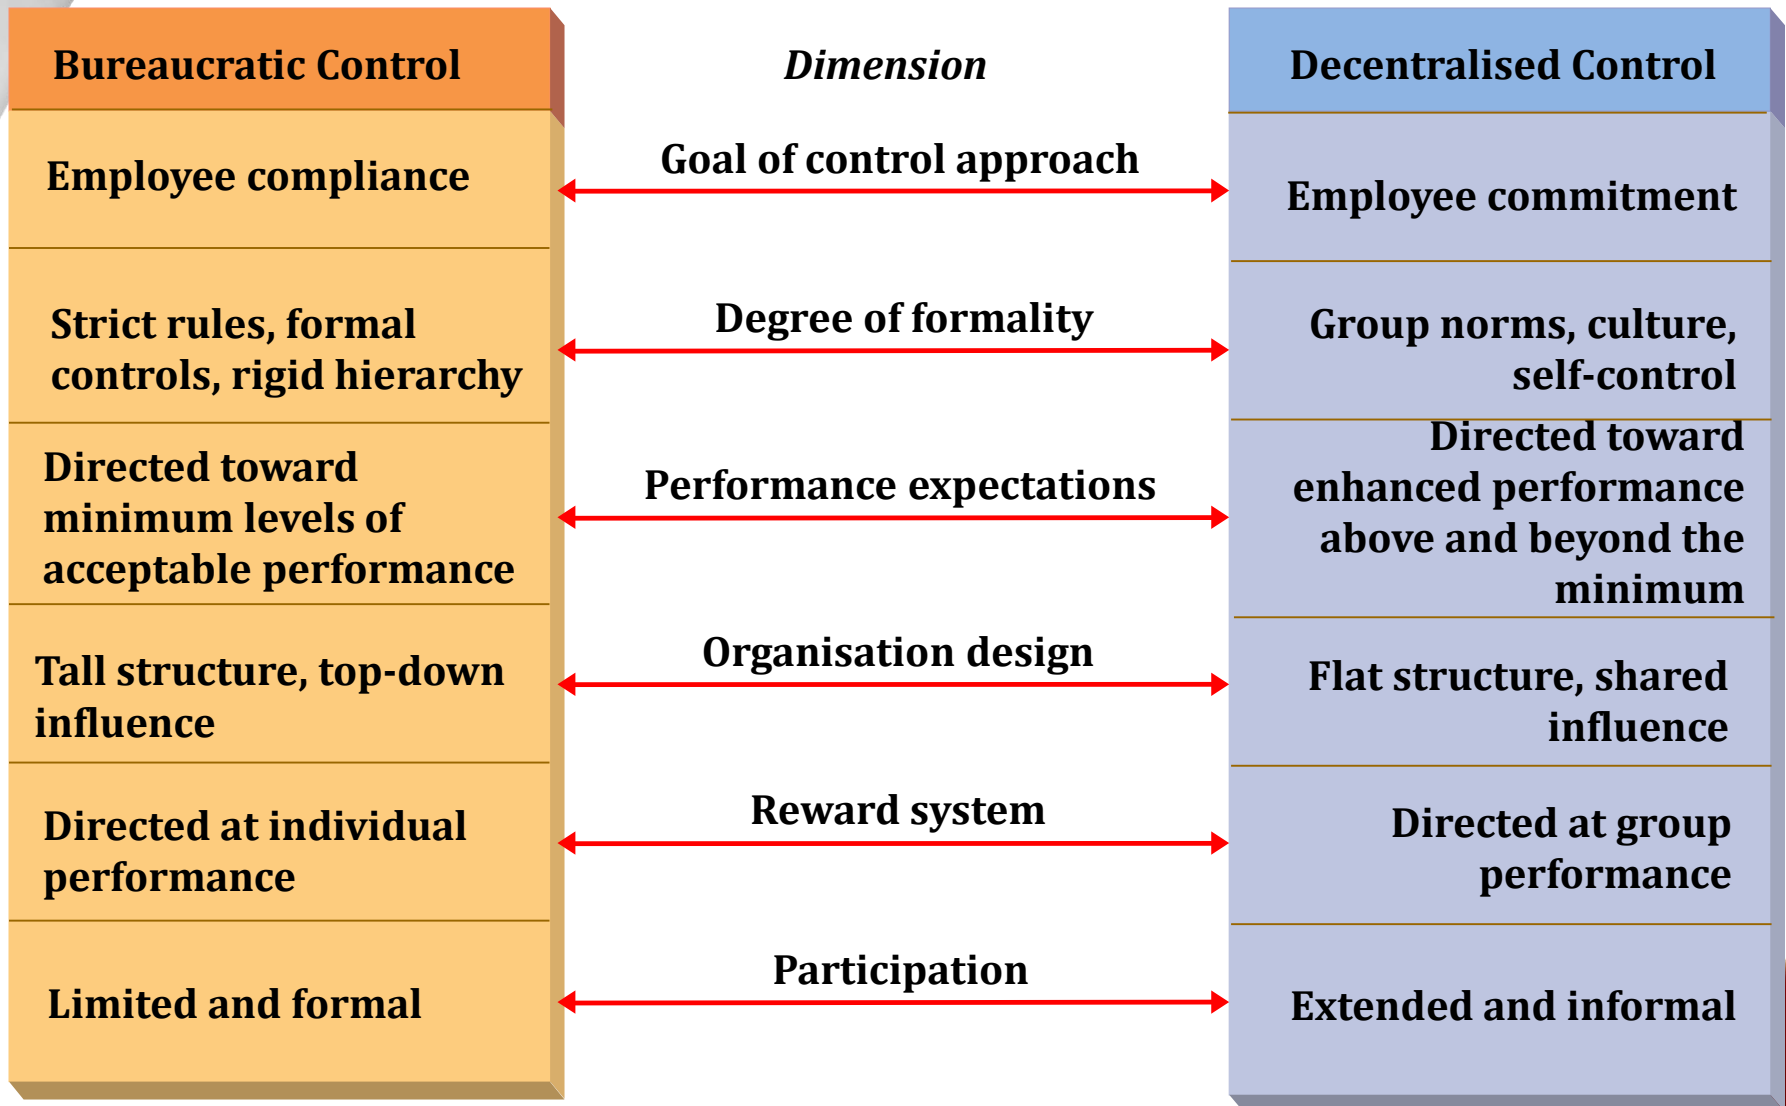 Bureaucratic Control
Dimension
Decentralised Control
Employee compliance
Goal of control approach
Employee commitment
Strict rules, formal
controls, rigid hierarchy
Degree of formality
Group norms, culture,
self-control
Directed toward
minimum levels of
acceptable performance
Performance expectations
Directed toward
enhanced performance
above and beyond the
minimum
Tall structure, top-down
influence
Organisation design
Flat structure, shared
influence
Directed at individual
performance
Reward system
Directed at group
performance
Limited and formal
Participation
Extended and informal